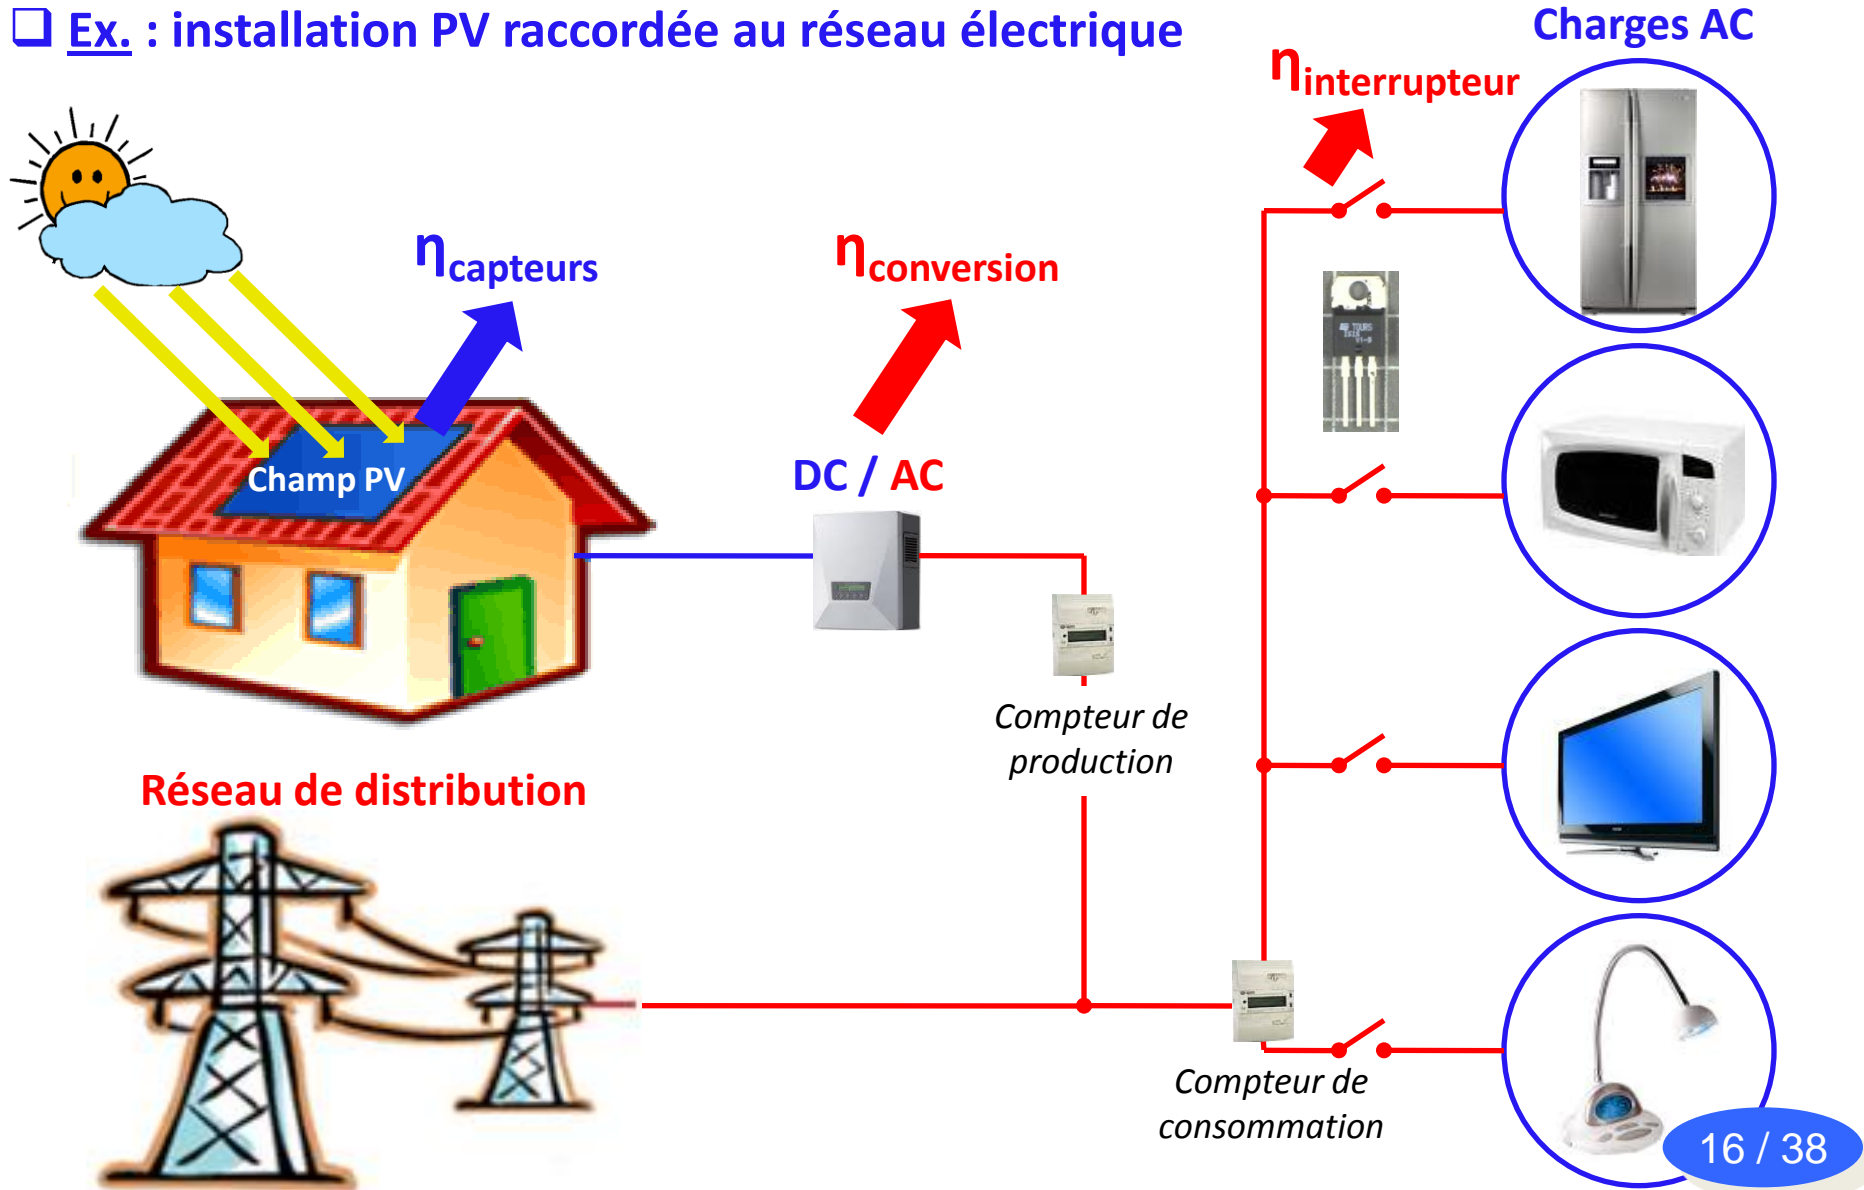 Ex. : installation PV raccordée au réseau électrique
Charges AC
ηinterrupteur
ηcapteurs
ηconversion
Champ PV
DC / AC
TOURS
Compteur de
production
Réseau de distribution
Compteur de
consommation
16 / 38